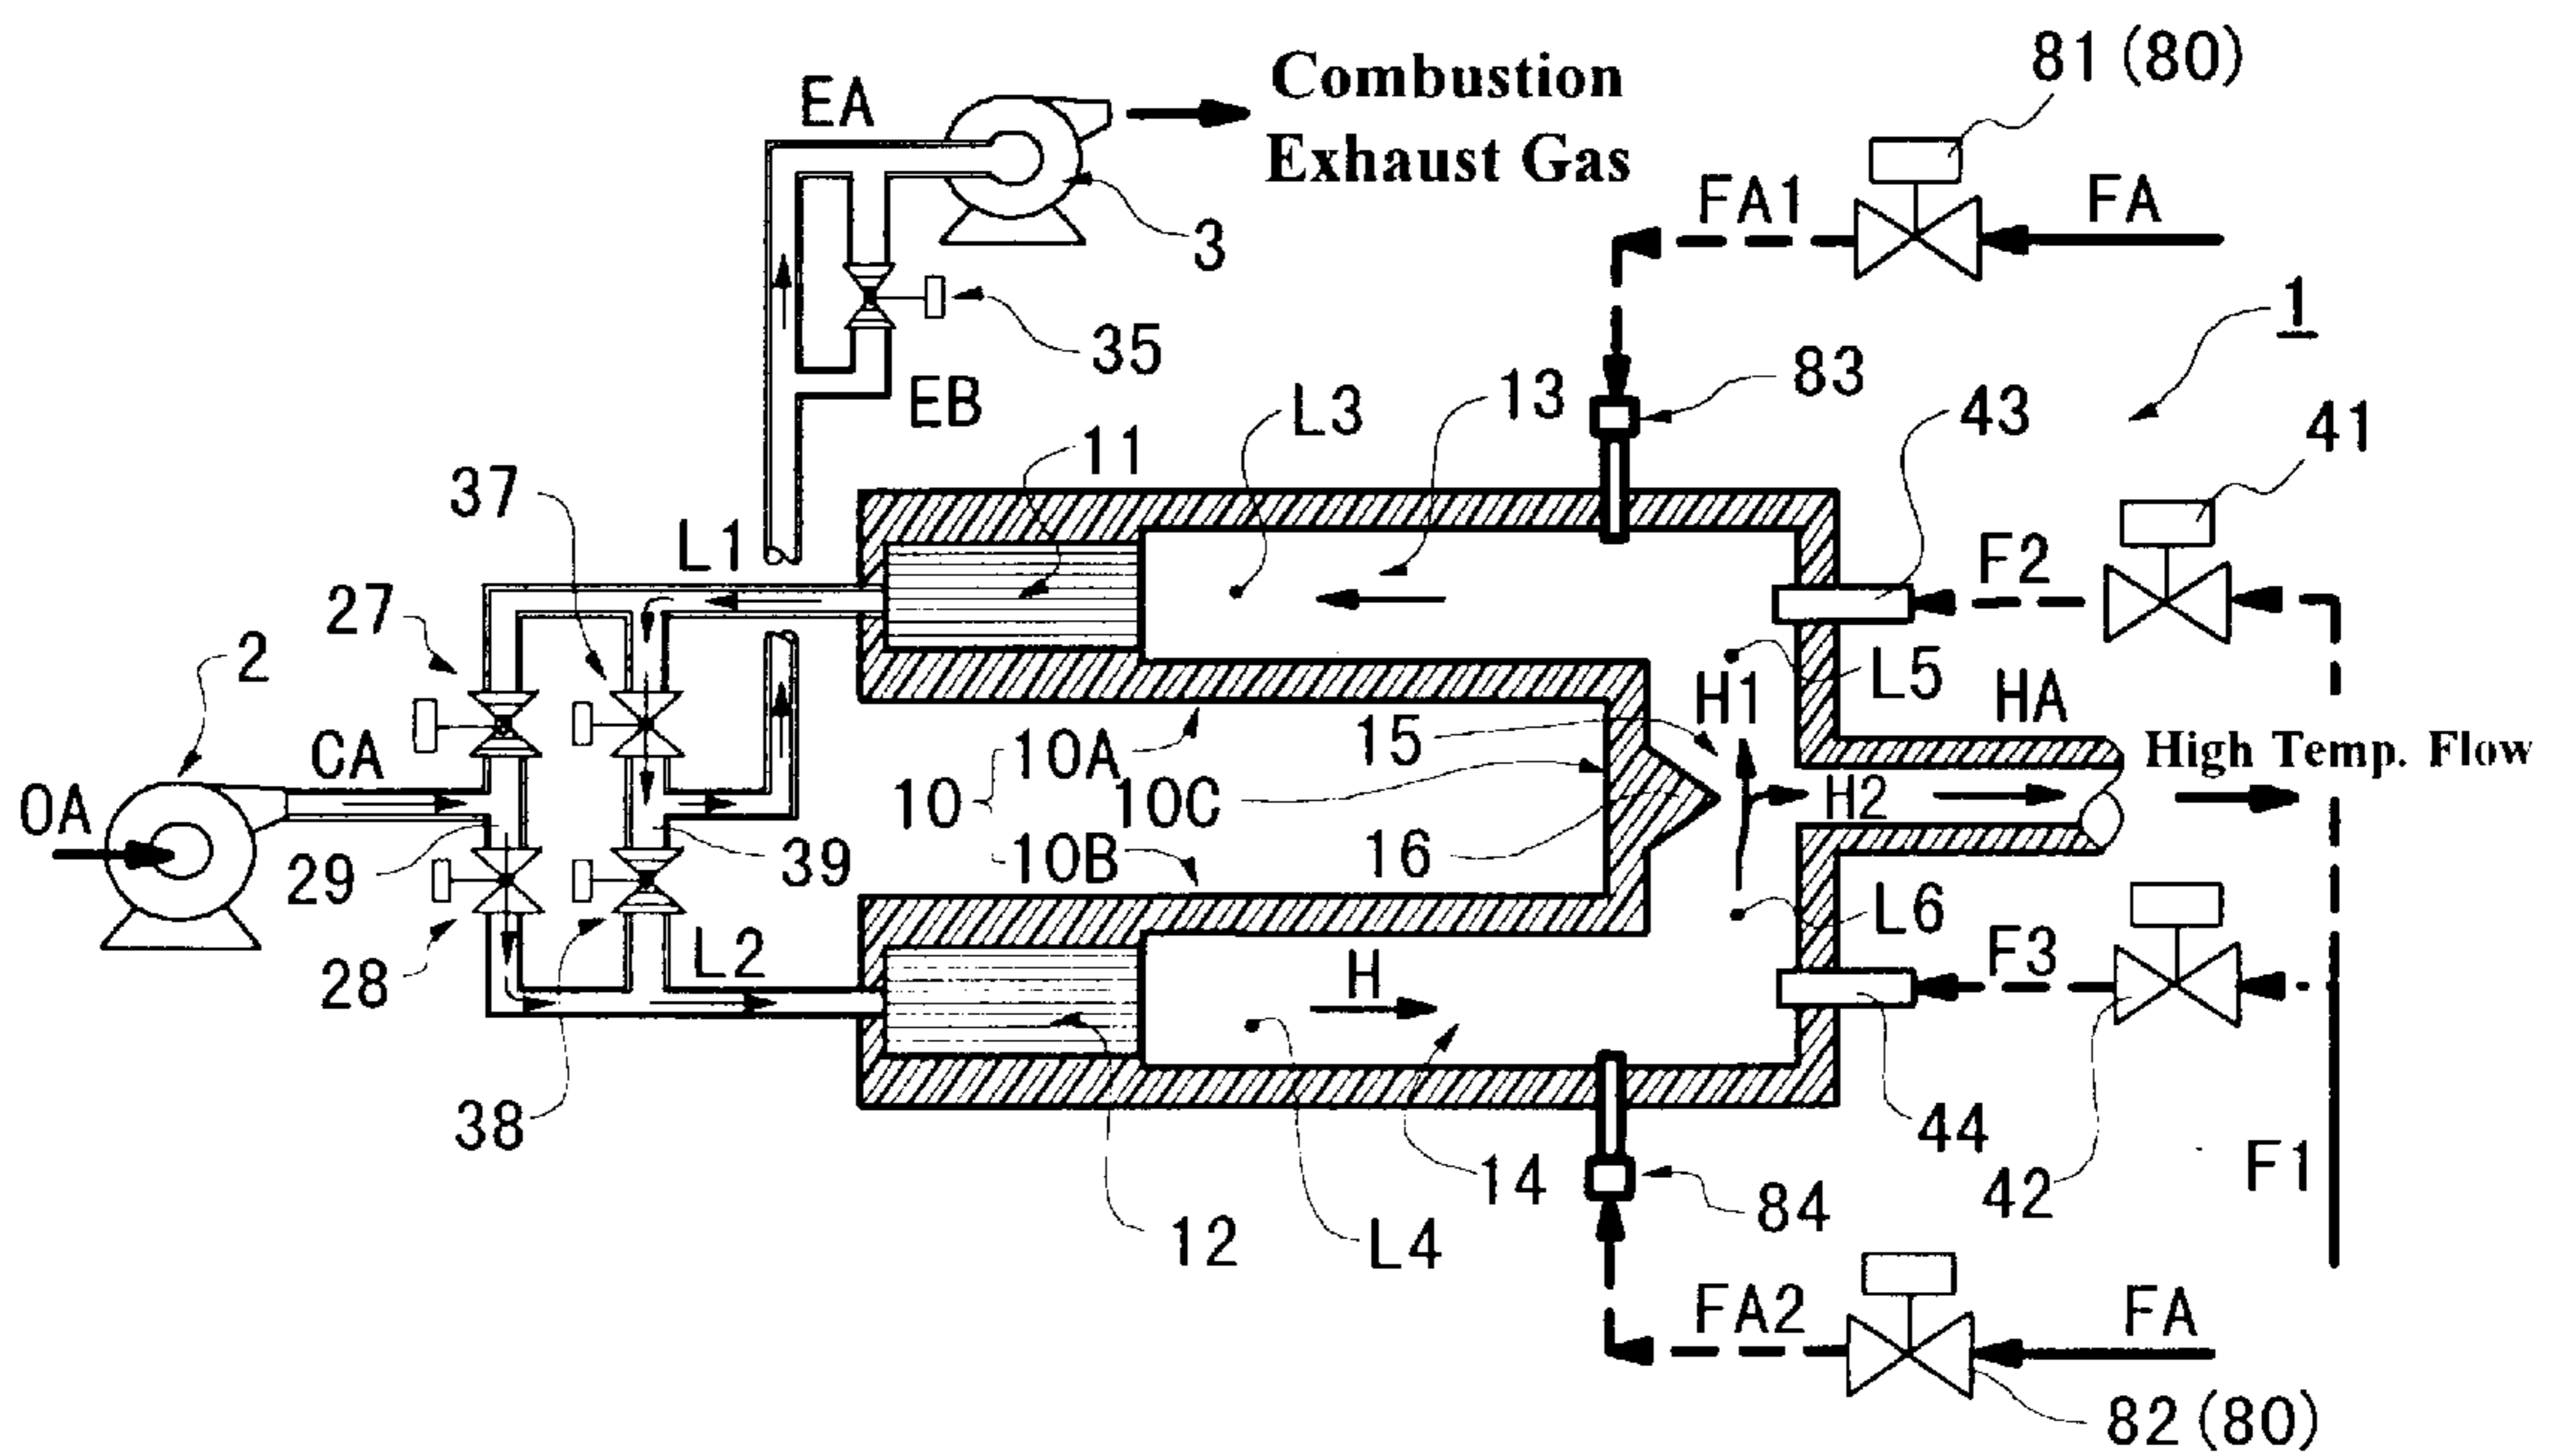 81(80)
EA
Combustion
Exhaust Gas
FA1
FA
3
1
35
83
EB
L3
13
43
41
11
37
L1
F2
27
2
L5
H1
HA
15
High Temp. Flow
CA
10A
10
10C
H2
OA
16
10B
29
39
L6
L2
F3
28
H
38
44
14
42
F1
84
12
L4
FA2
FA
82(80)